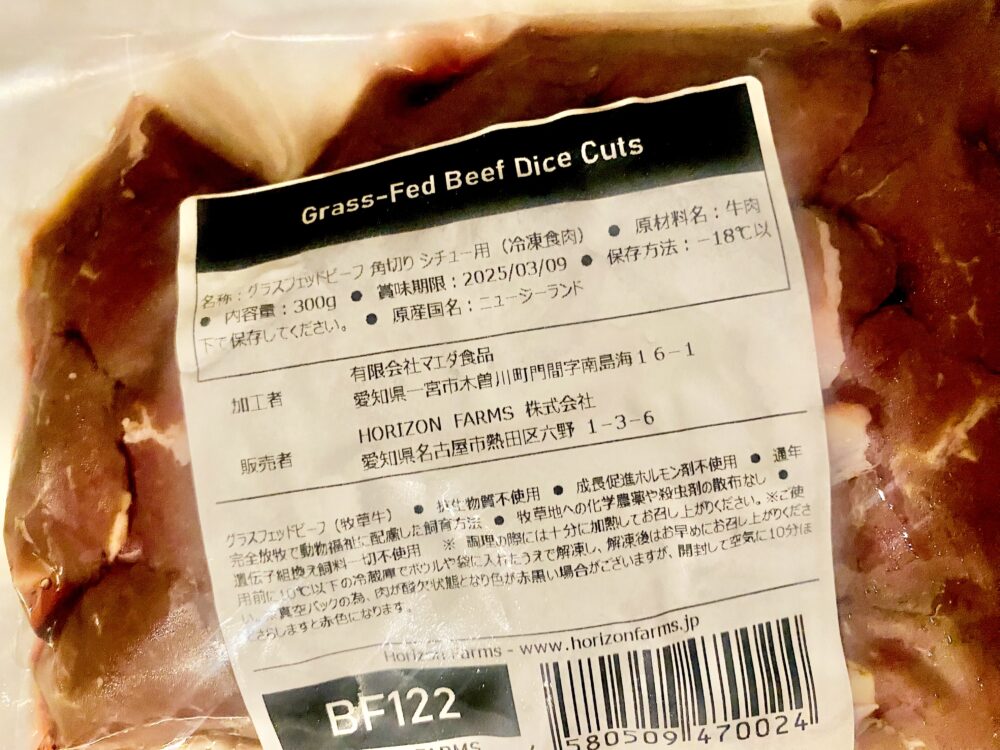 Grass-Fed Beef Dice Cuts
名称：グラスフェッドビーフ 角切り シチュー用（冷凍食肉） ● 原材料名：牛肉
● 内容量：300g ● 賞味期限：2025/03/09 ● 保存方法：−18℃以
下で保存してください。 ● 原産国名：ニュージーランド
加工者
有限会社マエダ食品
愛知県一宮市木曽川町門間字南島海１６−１
販売者
HORIZON FARMS 株式会社
愛知県名古屋市熱田区六野 1-3-6
グラスフェッドビーフ（牧草牛） ● 抗生物質不使用 ● 成長促進ホルモン剤不使用 ● 通年
完全放牧で動物福祉に配慮した飼育方法 ● 牧草地への化学農薬や殺虫剤の散布なし ●
遺伝子組換え飼料一切不使用 ※ 調理の際には十分に加熱してお召し上がりください。※ご使
用前に10℃以下の冷蔵庫でボウルや袋に入れたうえで解凍し、解凍後はお早めにお召し上がりくださ
い。※真空パックの為、肉が酸欠状態となり色が赤黒い場合がございますが、開封して空気に10分ほ
どさらしますと赤色になります。
Horizon Farms - www.horizonfarms.jp
BF122
FARMS
580509 470024